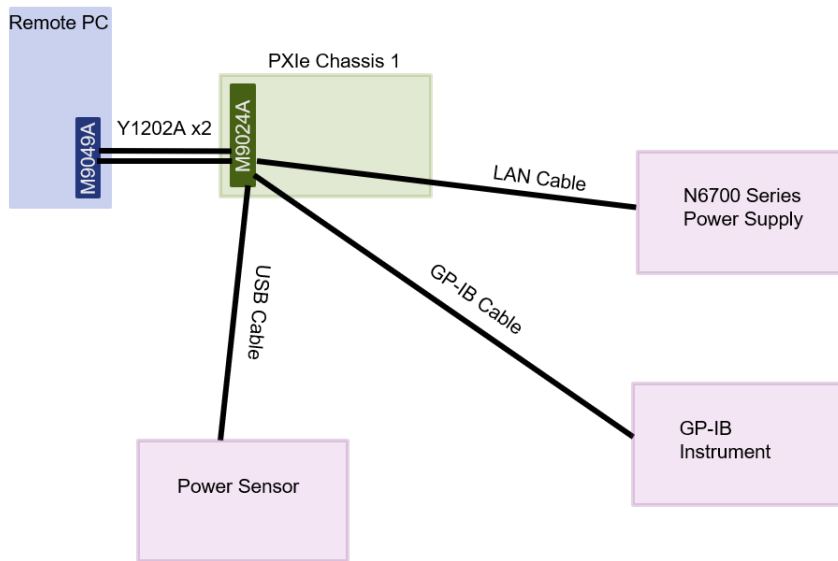 Remote PC
PXIe Chassis 1
M9049A
Y1202A x2
M9024A
LAN Cable
N6700 Series
Power Supply
GP-IB Cable
USB Cable
GP-IB
Instrument
Power Sensor